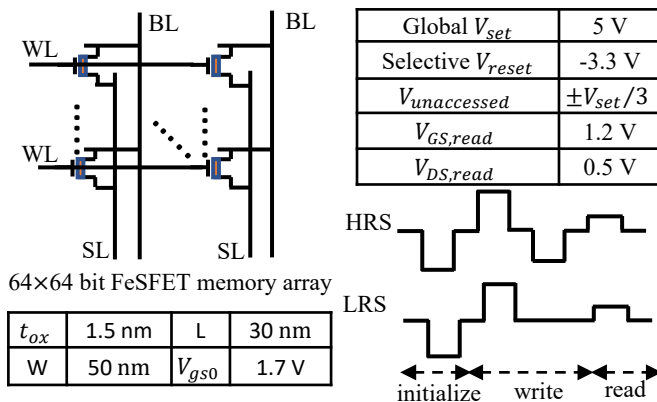 BL
BL
WL
WL
SL
SL
64×64 bit FeSFET memory array
t_ox 1.5 nm L 30 nm
W 50 nm V_gs0 1.7 V
Global V_set 5 V
Selective V_reset -3.3 V
V_unaccessed ±V_set/3
V_GS,read 1.2 V
V_DS,read 0.5 V
HRS
LRS
initialize write read